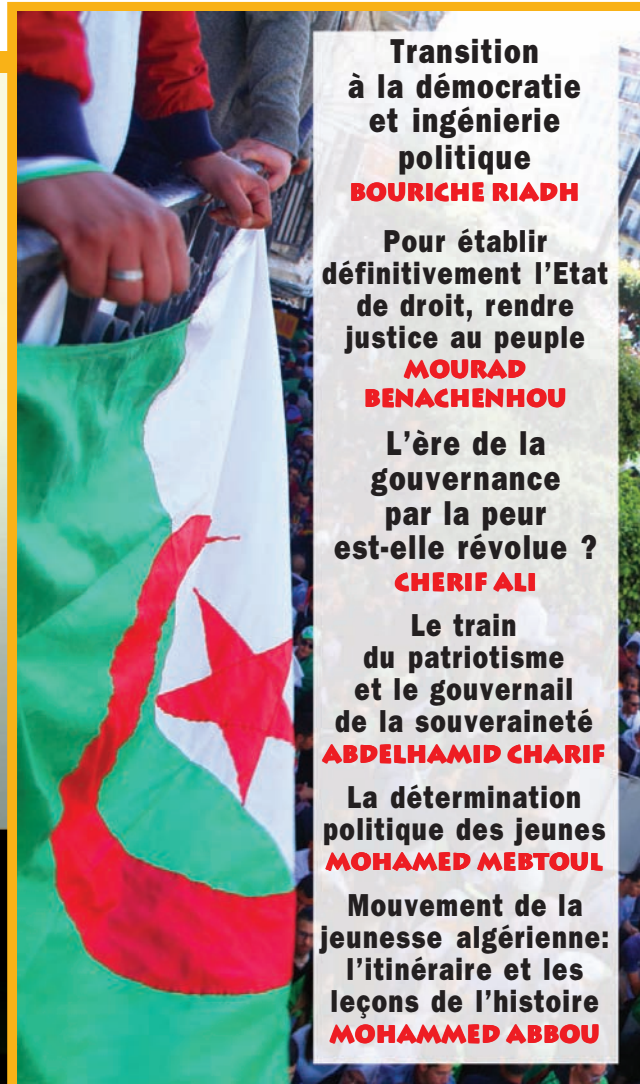 Transition
à la démocratie
et ingénierie
politique
BOURICHE RIADH
Pour établir
définitivement l'Etat
de droit, rendre
justice au peuple
MOURAD
BENACHENHOU
L'ère de la
gouvernance
par la peur
est-elle révolue ?
CHERIF ALI
Le train
du patriotisme
et le gouvernail
de la souveraineté
ABDELHAMID CHARIF
La détermination
politique des jeunes
MOHAMED MEBTOUL
Mouvement de la
jeunesse algérienne:
l'itinéraire et les
leçons de l'histoire
MOHAMMED ABBOU